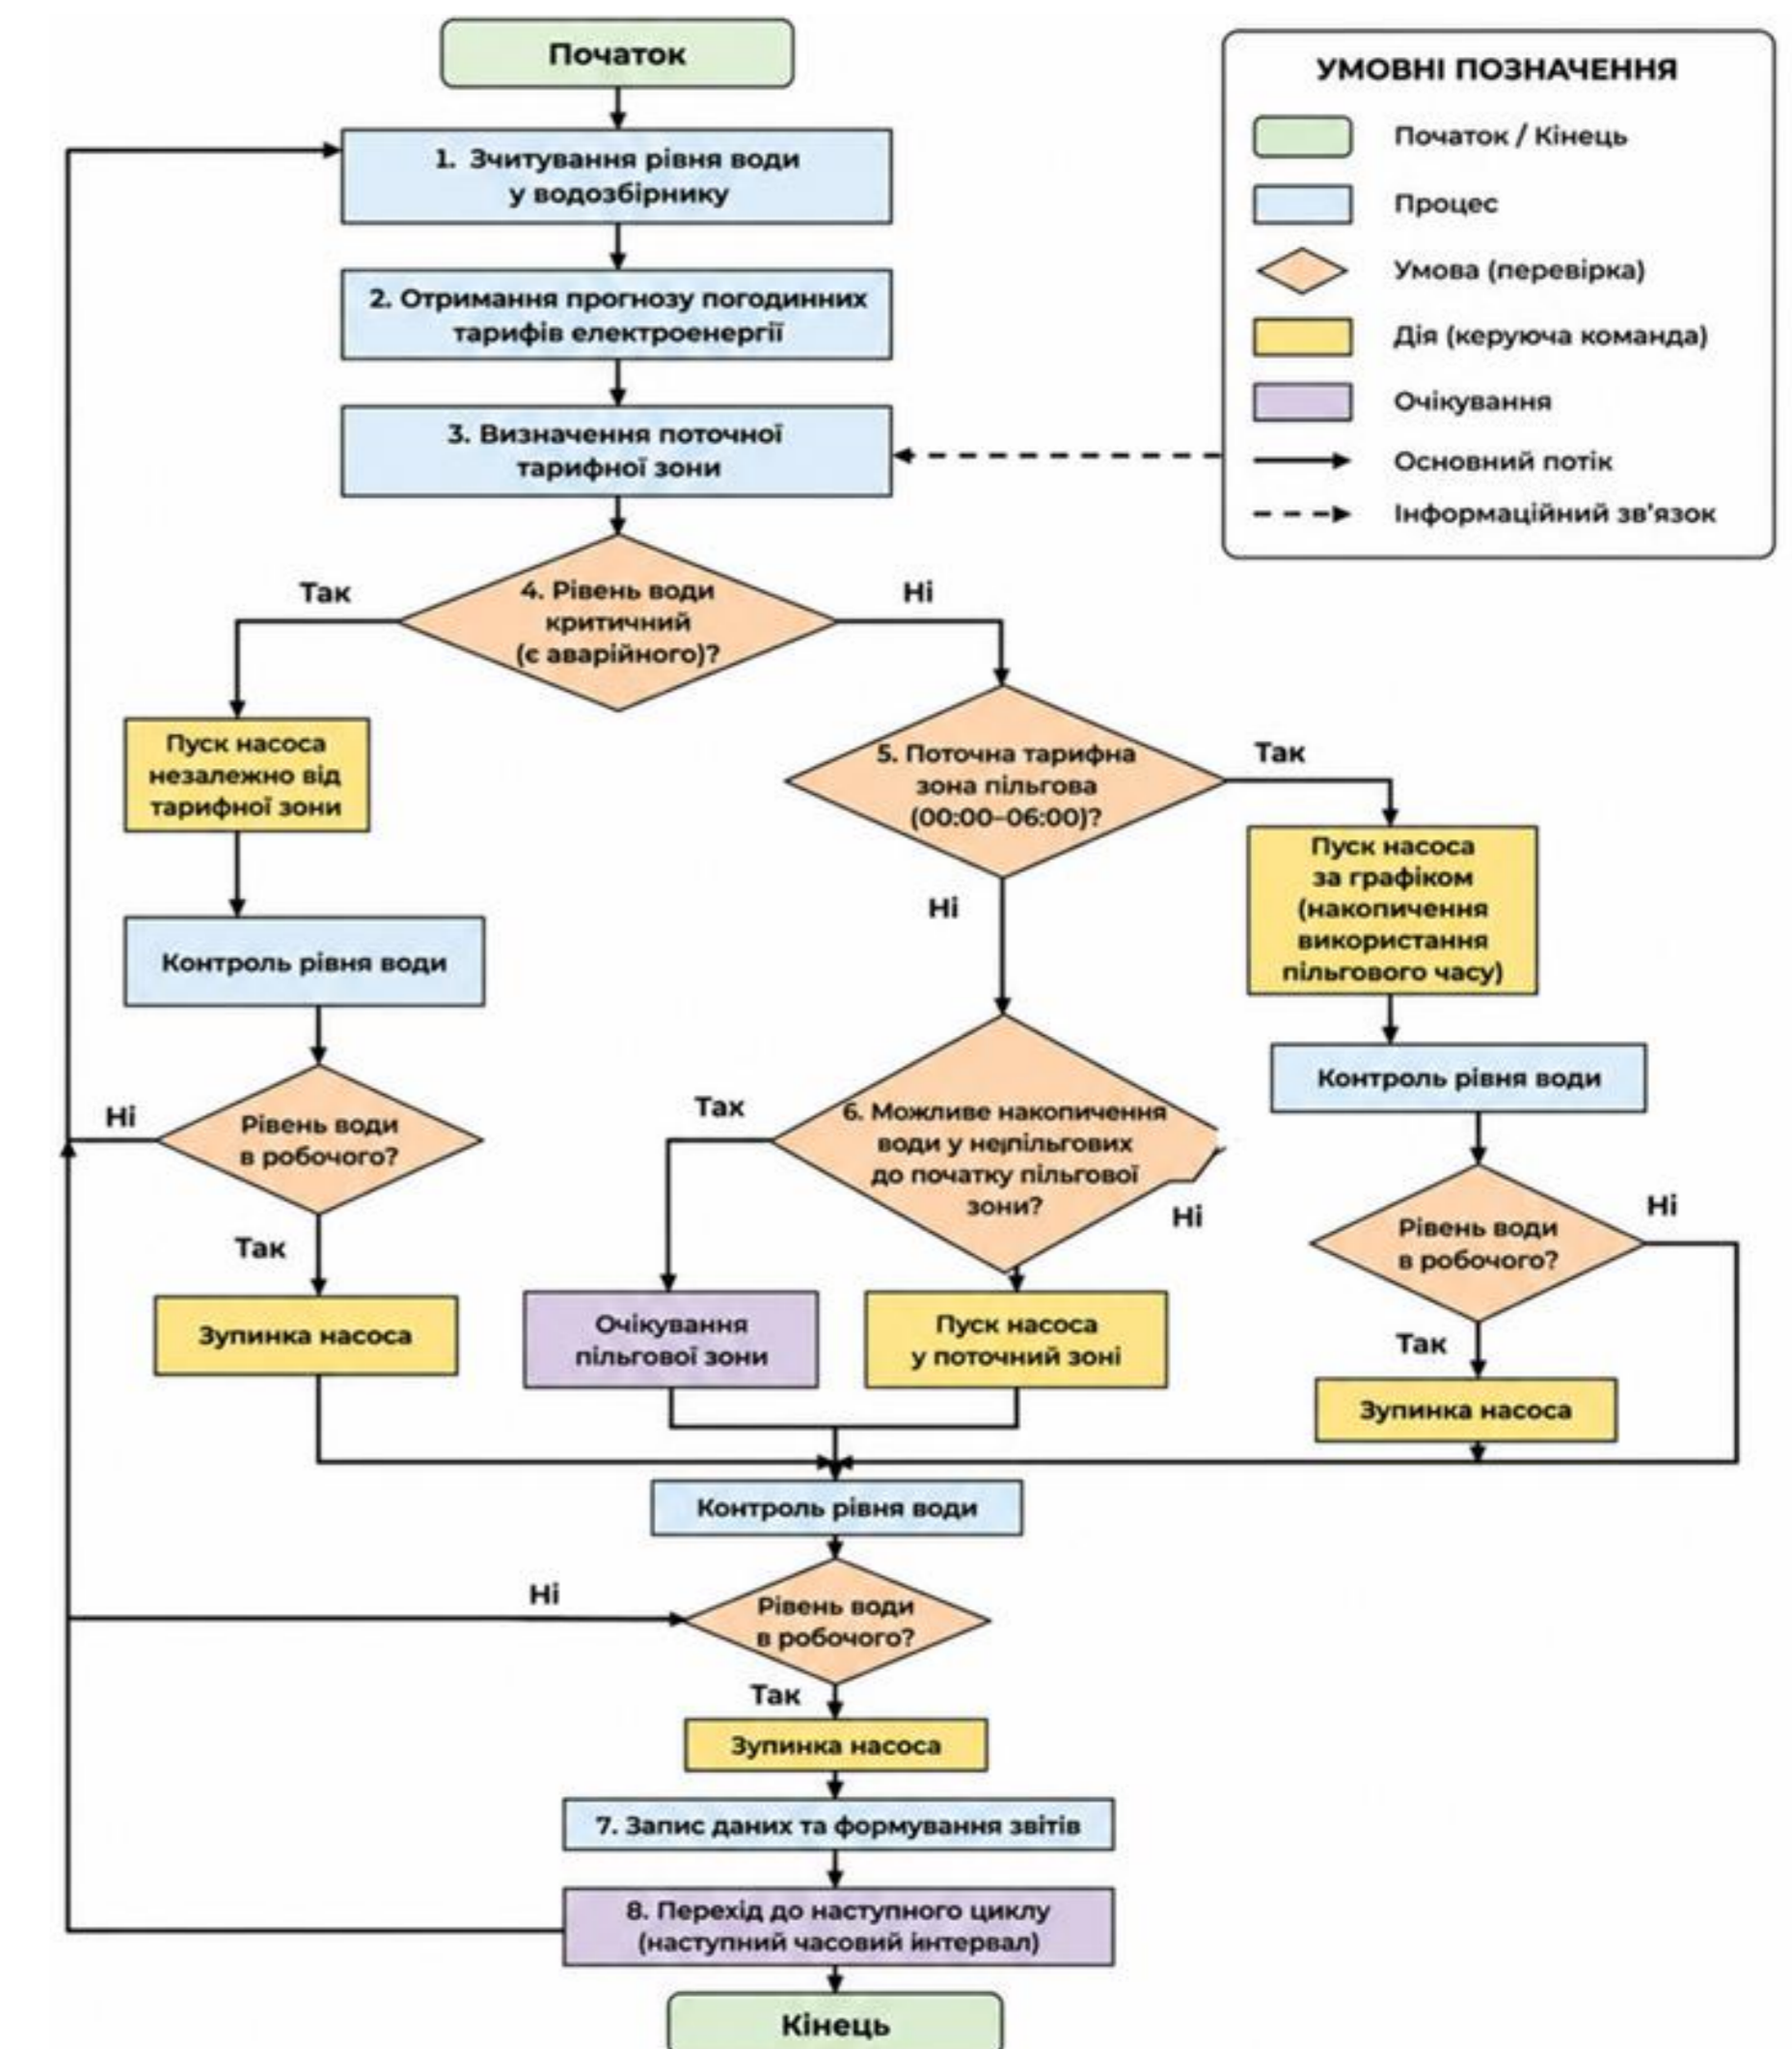 Початок
УМОВНІ ПОЗНАЧЕННЯ
Початок / Кінець
Процес
Умова (перевірка)
Дія (керуюча команда)
Очікування
Основний потік
Інформаційний зв'язок
1. Зчитування рівня води
у водозбірнику
2. Отримання прогнозу погодинних
тарифів електроенергії
3. Визначення поточної
тарифної зони
4. Рівень води
критичний
(є аварійного)?
Так
Ні
Пуск насоса
незалежно від
тарифної зони
5. Поточна тарифна
зона пільгова
(00:00–06:00)?
Так
Ні
Пуск насоса
за графіком
(накопичення
використання
пільгового часу)
Контроль рівня води
Контроль рівня води
Рівень води
в робочого?
Ні
Так
6. Можливе накопичення
води у непільгових
до початку пільгової
зони?
Тах
Ні
Рівень води
в робочого?
Ні
Так
Зупинка насоса
Очікування
пільгової зони
Пуск насоса
у поточний зоні
Зупинка насоса
Контроль рівня води
Ні
Рівень води
в робочого?
Так
Зупинка насоса
7. Запис даних та формування звітів
8. Перехід до наступного циклу
(наступний часовий інтервал)
Кінець